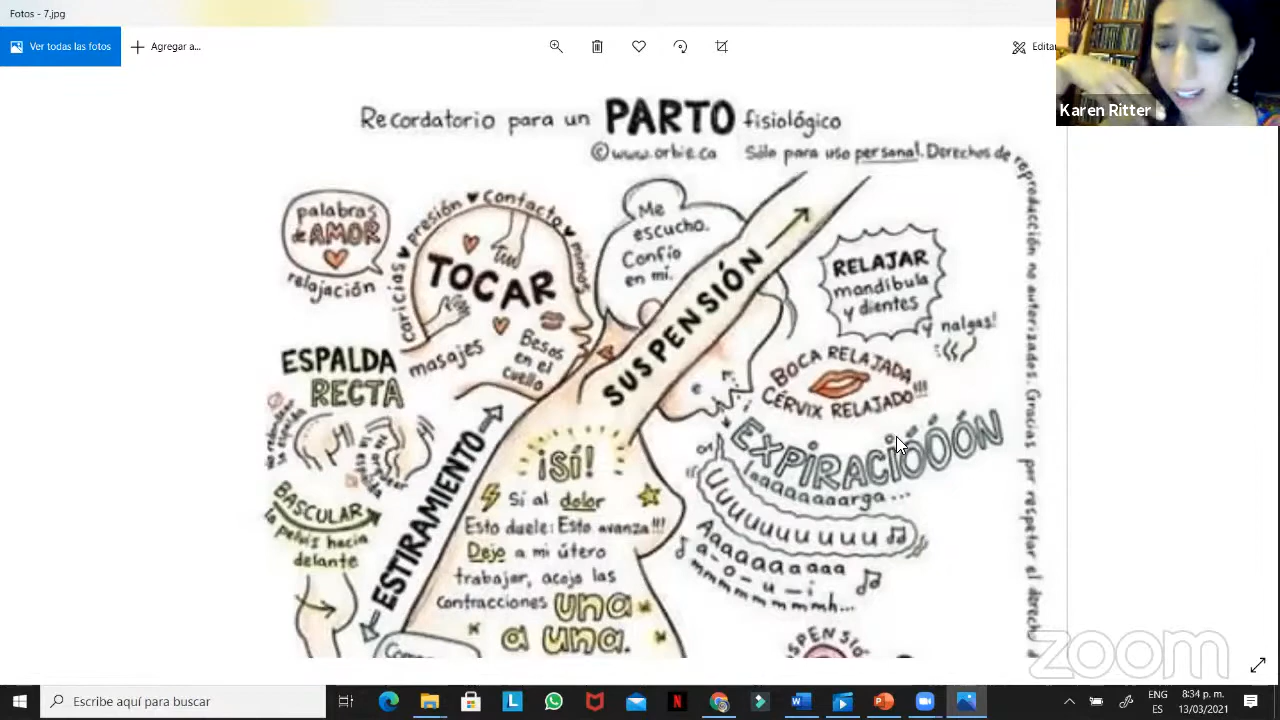 Fotos - 7.jpg
Ver todas las fotos
Agregar a...
Editar
Karen Ritter
Recordatorio para un PARTO fisiológico
©www.orbie.ca Sólo para uso personal. Derechos de reproducción no autorizados. Gracias por respetar el derecho
palabras
de AMOR
relajación
caricias ♥ presión ♥ contacto ♥ mimos
TOCAR
masajes
Besos
en el
cuello
Me
escucho.
Confío
en mí.
SUSPENSIÓN
RELAJAR
mandíbula
y dientes
y nalgas!
BOCA RELAJADA
CÉRVIX RELAJADO!!!
ESPALDA
RECTA
BASCULAR
la pelvis hacia
delante
ESTIRAMIENTO
¡SÍ!
Sí al dolor
Esto duele: Esto avanza!!!
Dejo a mi útero
trabajar, acojo las
contracciones una
a una.
EXPIRACIÓÓÓN
laaaaaaarga...
uuuuuuuuuu
Aaaaaaaaaa
a-o-u-i
mmmmmmmmh...
zoom
Escribe aquí para buscar
ENG
ES
8:34 p. m.
13/03/2021